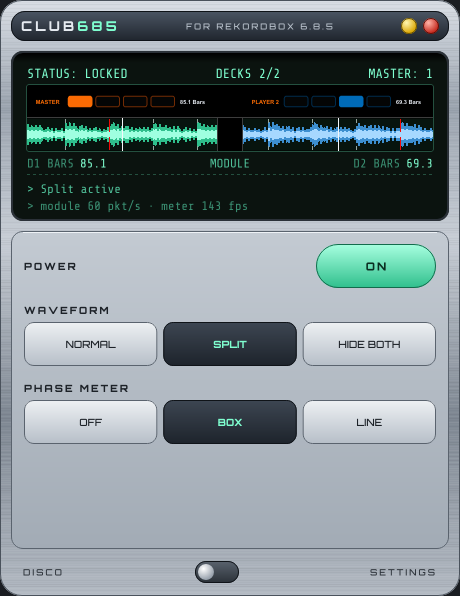 CLUB685 FOR REKORDBOX 6.8.5
STATUS: LOCKED DECKS 2/2 MASTER: 1
MASTER 85.1 Bars PLAYER 2 69.3 Bars
D1 BARS 85.1 MODULE D2 BARS 69.3
> Split active
> module 60 pkt/s · meter 143 fps
POWER ON
WAVEFORM
NORMAL SPLIT HIDE BOTH
PHASE METER
OFF BOX LINE
DISCO SETTINGS